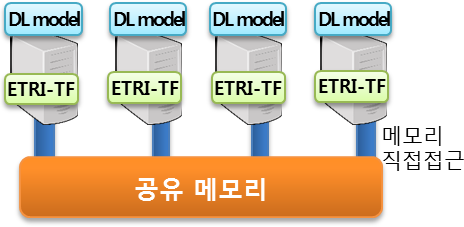 DL model DL model DL model DL model
ETRI-TF ETRI-TF ETRI-TF ETRI-TF
메모리
직접접근
공유 메모리